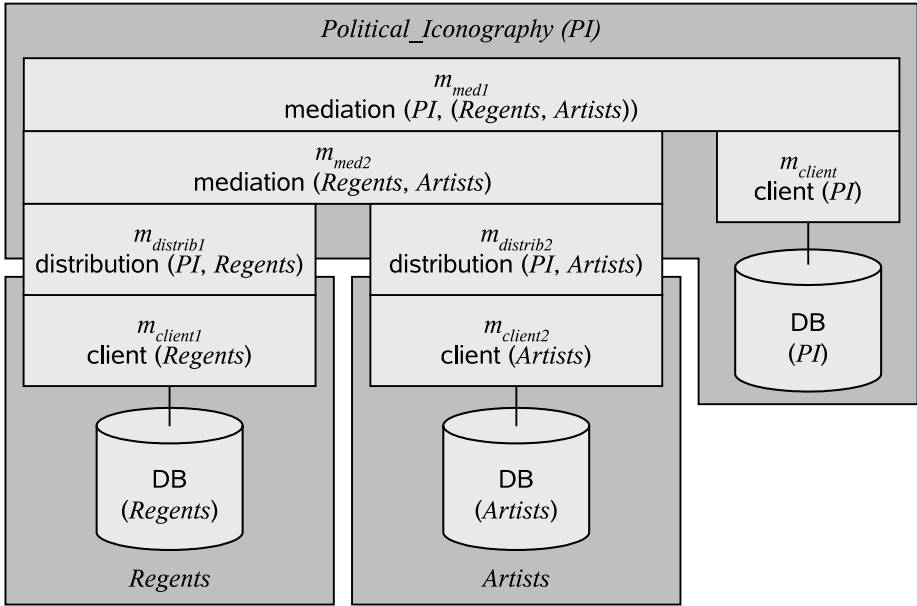 Political_Iconography (PI)
m_med1
mediation (PI, (Regents, Artists))
m_med2
mediation (Regents, Artists)
m_client
client (PI)
m_distrib1
distribution (PI, Regents)
m_distrib2
distribution (PI, Artists)
m_client1
client (Regents)
m_client2
client (Artists)
DB
(PI)
DB
(Regents)
DB
(Artists)
Regents
Artists